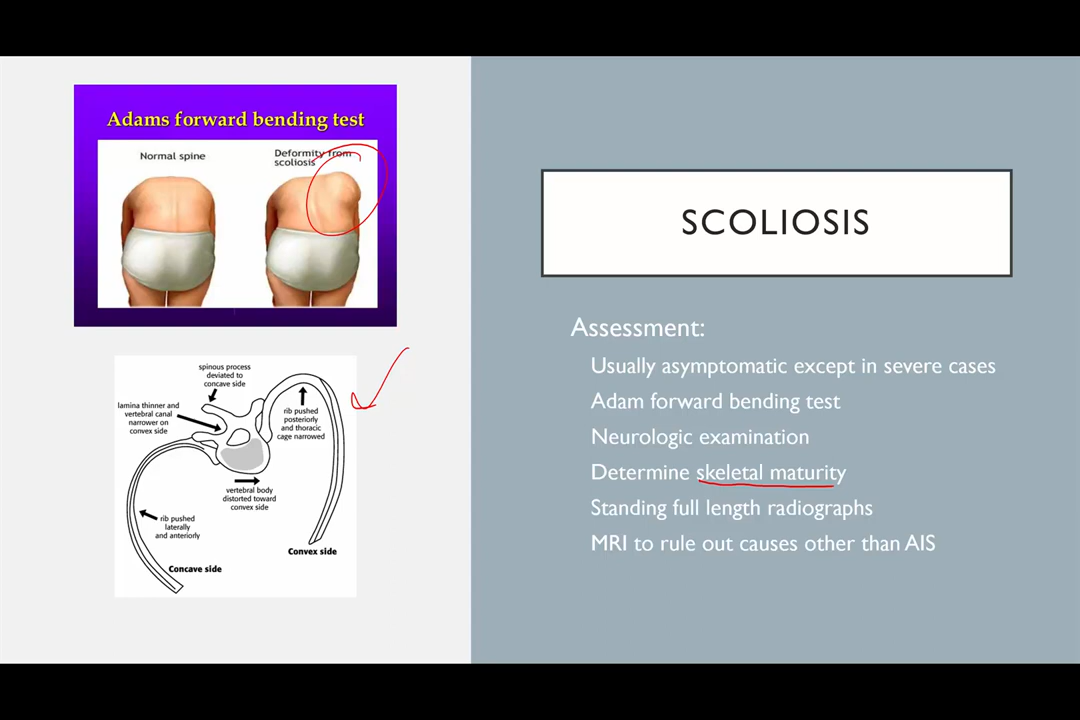 Adams forward bending test
Normal spine
Deformity from
scoliosis
spinous process
deviated to
concave side
lamina thinner and
vertebral canal
narrower on
convex side
rib pushed
posteriorly
and thoracic
cage narrowed
vertebral body
distorted toward
convex side
rib pushed
laterally
and anteriorly
Convex side
Concave side
SCOLIOSIS
Assessment:
Usually asymptomatic except in severe cases
Adam forward bending test
Neurologic examination
Determine skeletal maturity
Standing full length radiographs
MRI to rule out causes other than AIS